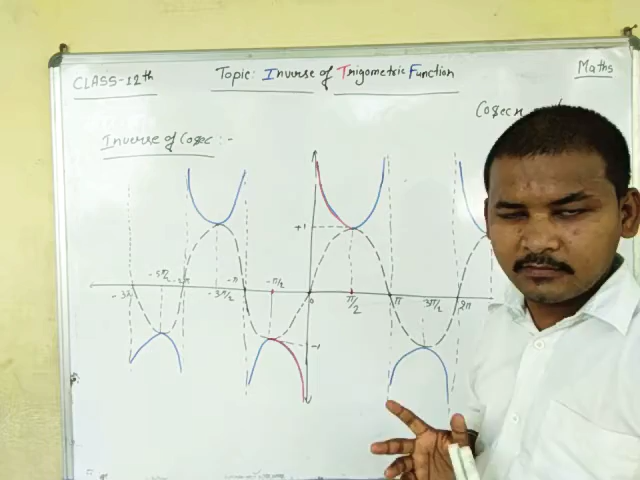 CLASS-12th
Topic: Inverse of Trigometric Function
Maths
Cosec x
Inverse of Cosec :-
+1
-5π/2
-2π
-π
-π/2
-3π/2
0
π/2
π
3π/2
2π
-1